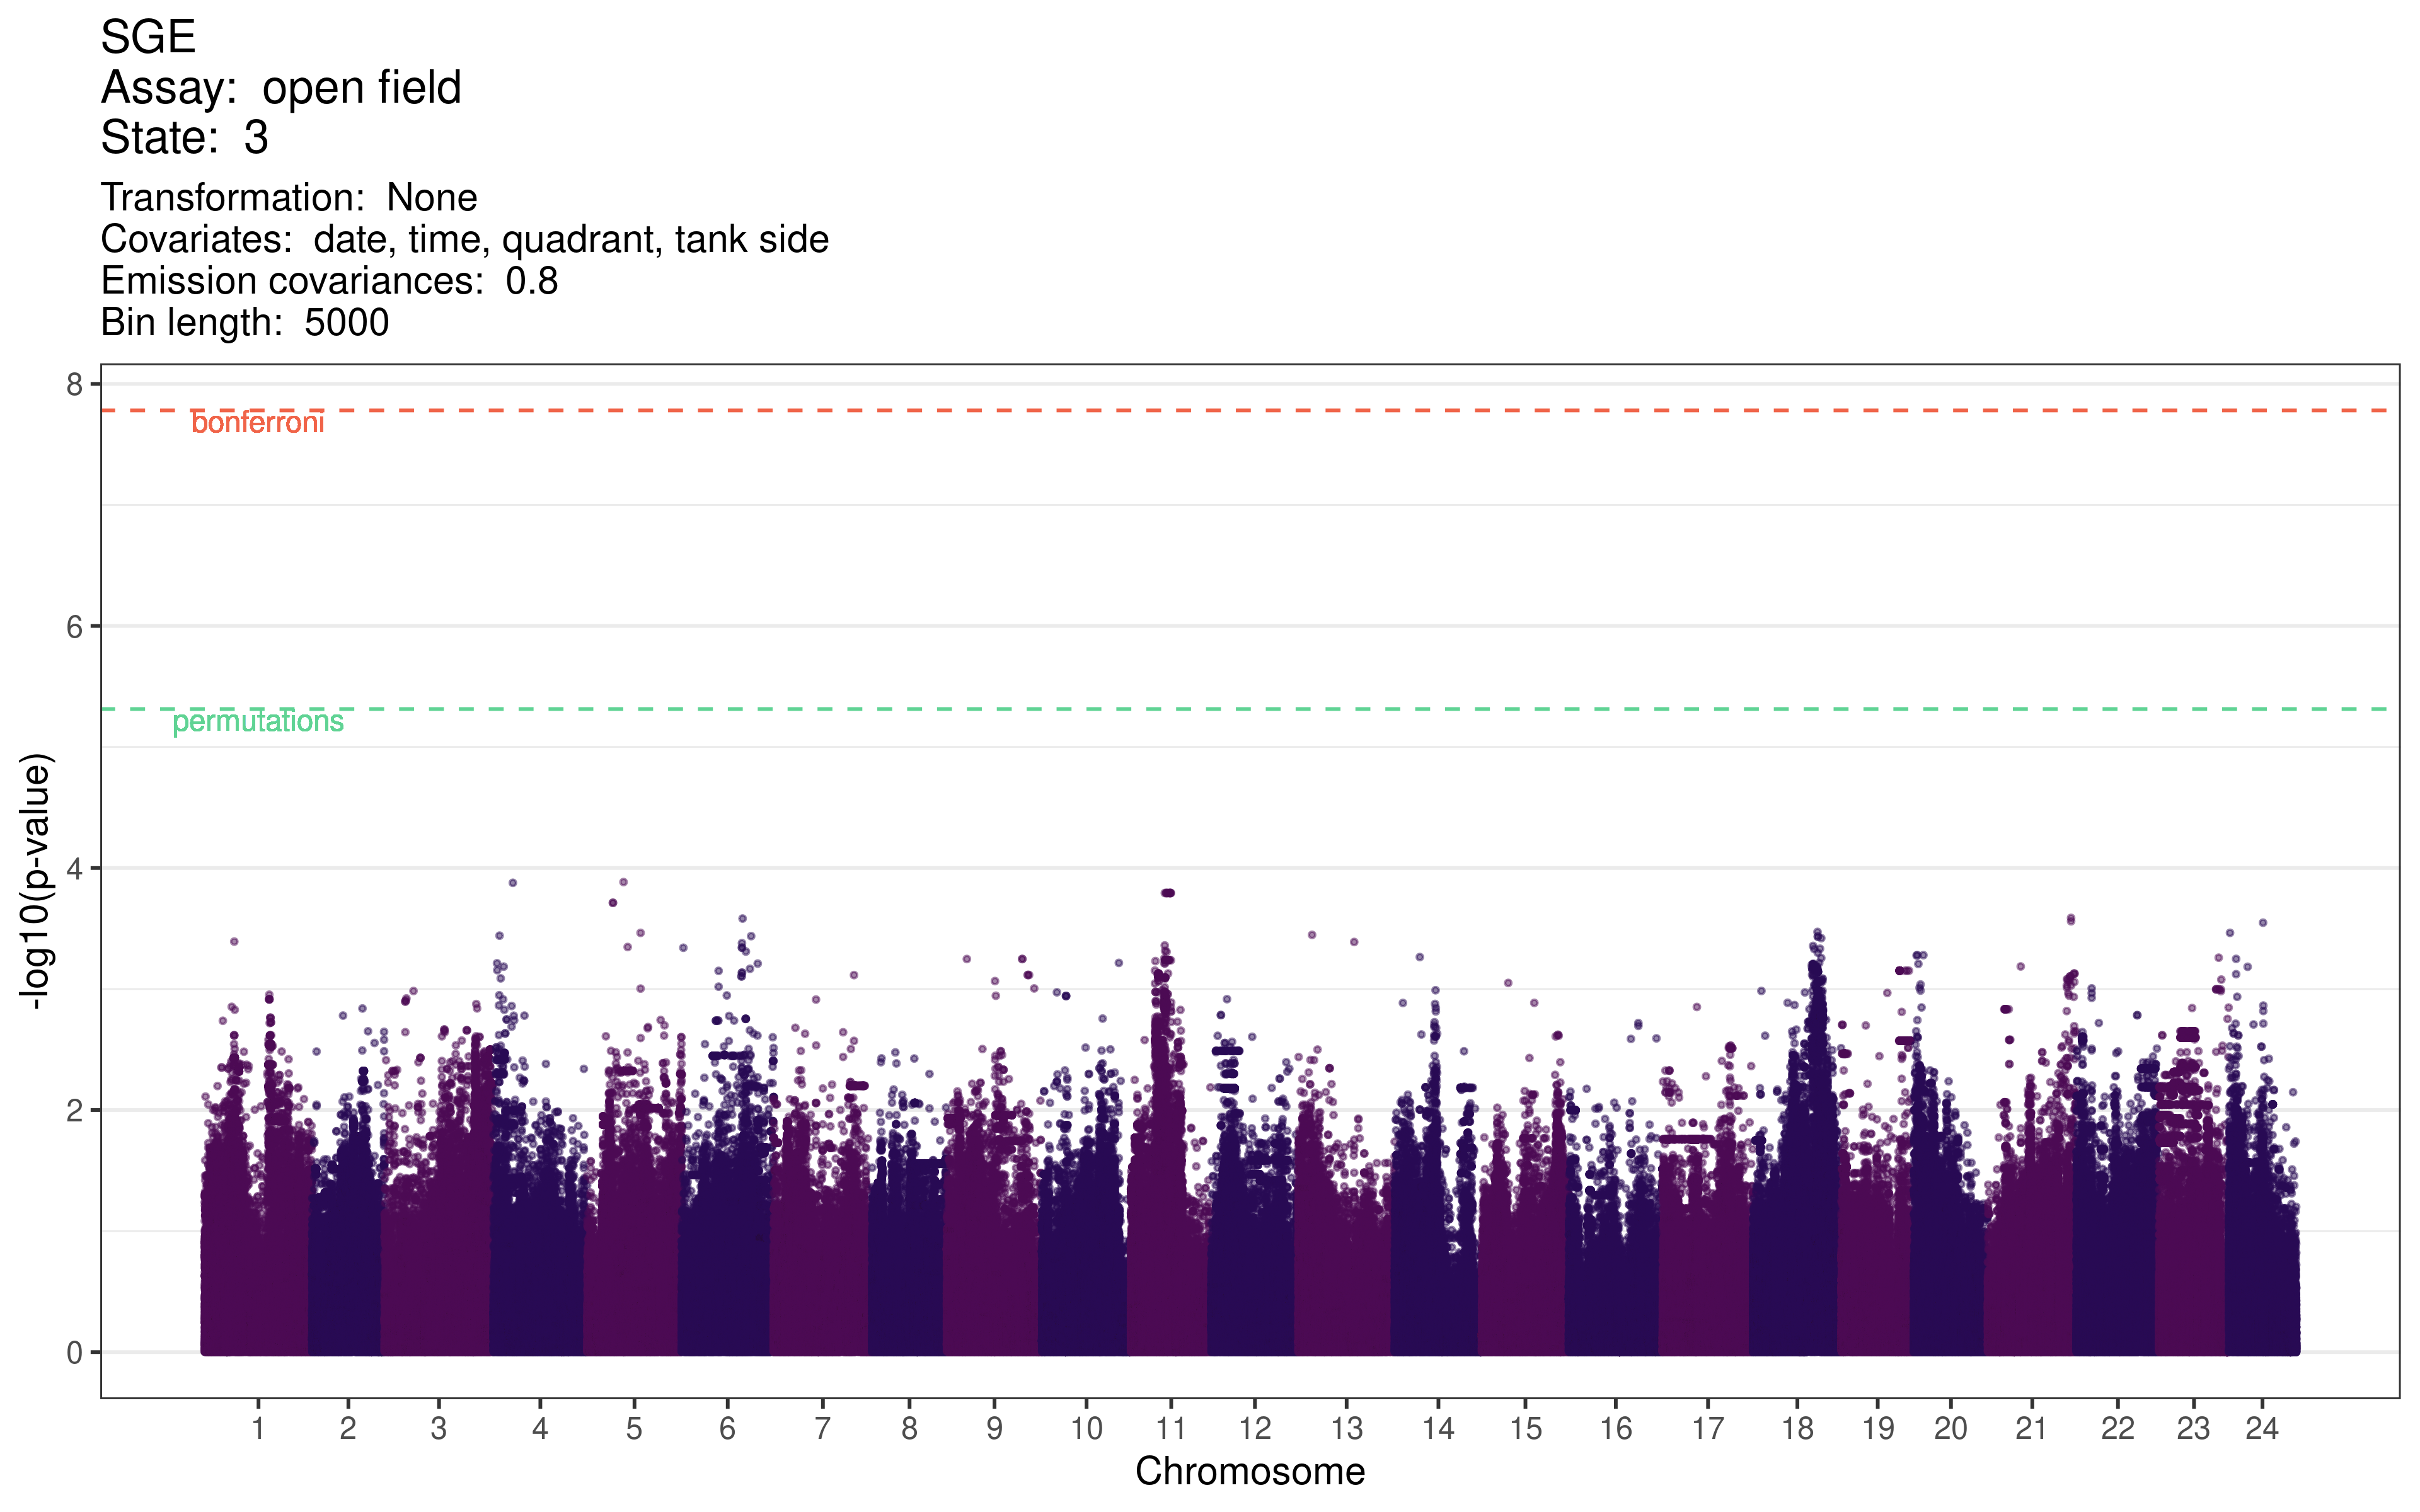 SGE
Assay:  open field
State:  3
Transformation:  None
Covariates:  date, time, quadrant, tank side
Emission covariances:  0.8
Bin length:  5000
8
bonferroni
6
permutations
4
2
0
-log10(p-value)
1 2 3 4 5 6 7 8 9 10 11 12 13 14 15 16 17 18 19 20 21 22 23 24
Chromosome